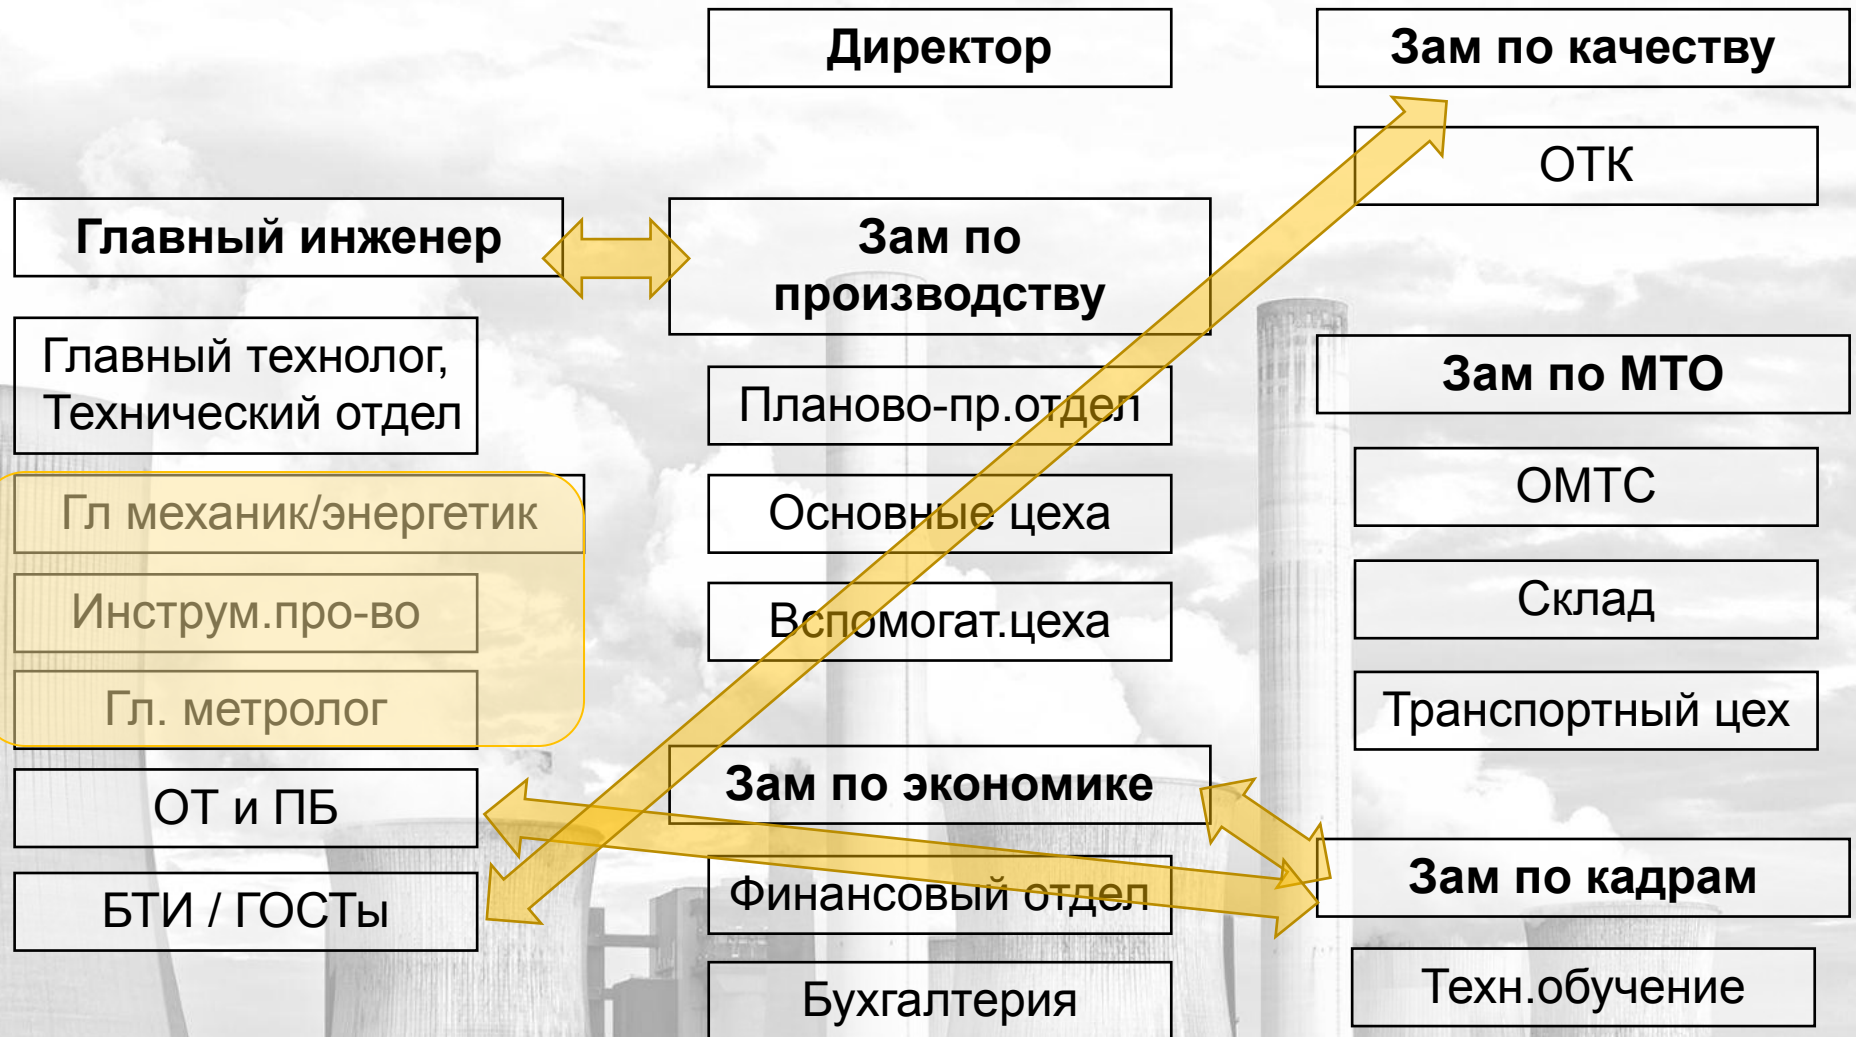 Директор
Зам по качеству
ОТК
Главный инженер
Зам по
производству
Главный технолог,
Технический отдел
Зам по МТО
Планово-пр.отдел
Гл механик/энергетик
Основные цеха
ОМТС
Инструм.про-во
Вспомогат.цеха
Склад
Гл. метролог
Транспортный цех
ОТ и ПБ
Зам по экономике
БТИ / ГОСТы
Финансовый отдел
Зам по кадрам
Бухгалтерия
Техн.обучение